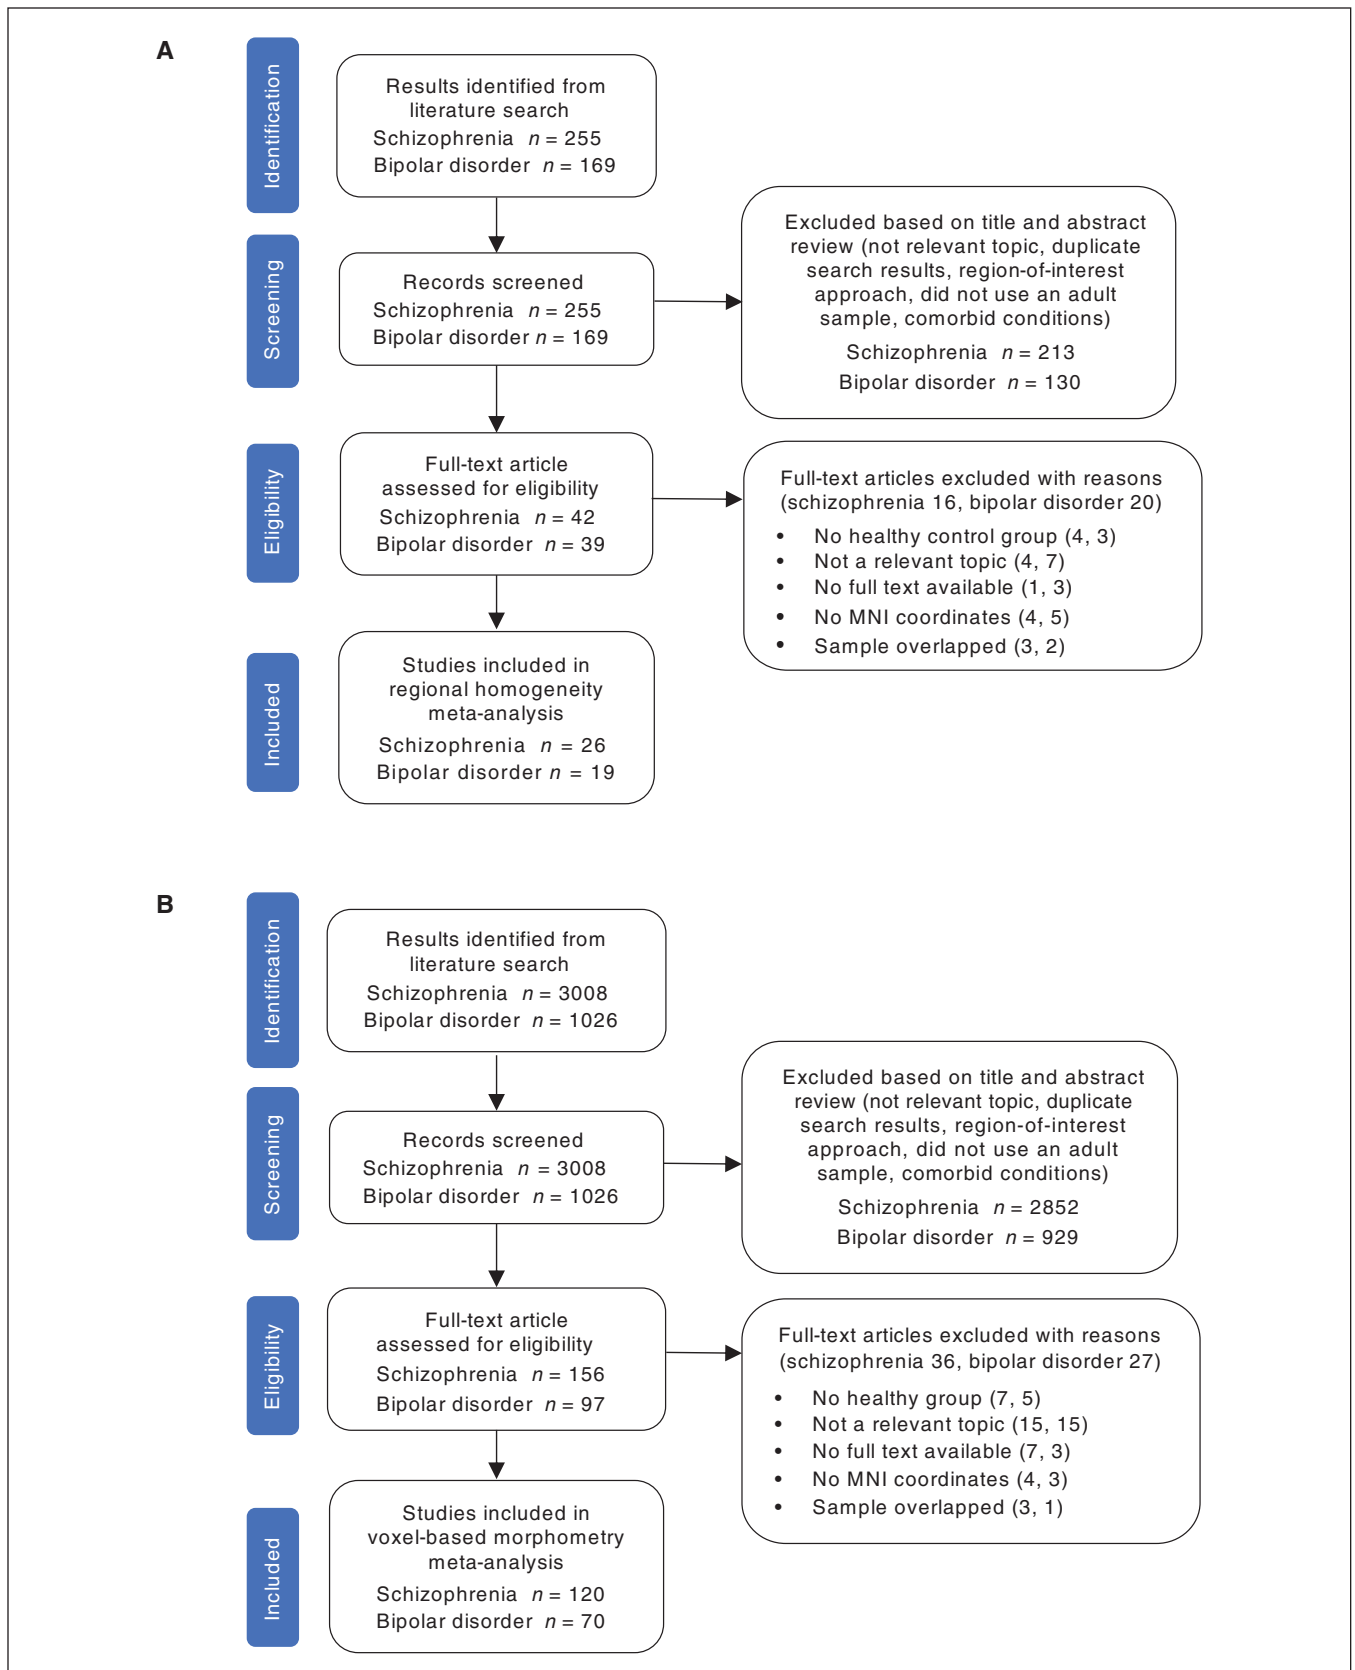 A
Identification
Results identified from
literature search
Schizophrenia n = 255
Bipolar disorder n = 169
Screening
Records screened
Schizophrenia n = 255
Bipolar disorder n = 169
Excluded based on title and abstract
review (not relevant topic, duplicate
search results, region-of-interest
approach, did not use an adult
sample, comorbid conditions)
Schizophrenia n = 213
Bipolar disorder n = 130
Eligibility
Full-text article
assessed for eligibility
Schizophrenia n = 42
Bipolar disorder n = 39
Full-text articles excluded with reasons
(schizophrenia 16, bipolar disorder 20)
• No healthy control group (4, 3)
• Not a relevant topic (4, 7)
• No full text available (1, 3)
• No MNI coordinates (4, 5)
• Sample overlapped (3, 2)
Included
Studies included in
regional homogeneity
meta-analysis
Schizophrenia n = 26
Bipolar disorder n = 19
B
Identification
Results identified from
literature search
Schizophrenia n = 3008
Bipolar disorder n = 1026
Screening
Records screened
Schizophrenia n = 3008
Bipolar disorder n = 1026
Excluded based on title and abstract
review (not relevant topic, duplicate
search results, region-of-interest
approach, did not use an adult
sample, comorbid conditions)
Schizophrenia n = 2852
Bipolar disorder n = 929
Eligibility
Full-text article
assessed for eligibility
Schizophrenia n = 156
Bipolar disorder n = 97
Full-text articles excluded with reasons
(schizophrenia 36, bipolar disorder 27)
• No healthy group (7, 5)
• Not a relevant topic (15, 15)
• No full text available (7, 3)
• No MNI coordinates (4, 3)
• Sample overlapped (3, 1)
Included
Studies included in
voxel-based morphometry
meta-analysis
Schizophrenia n = 120
Bipolar disorder n = 70